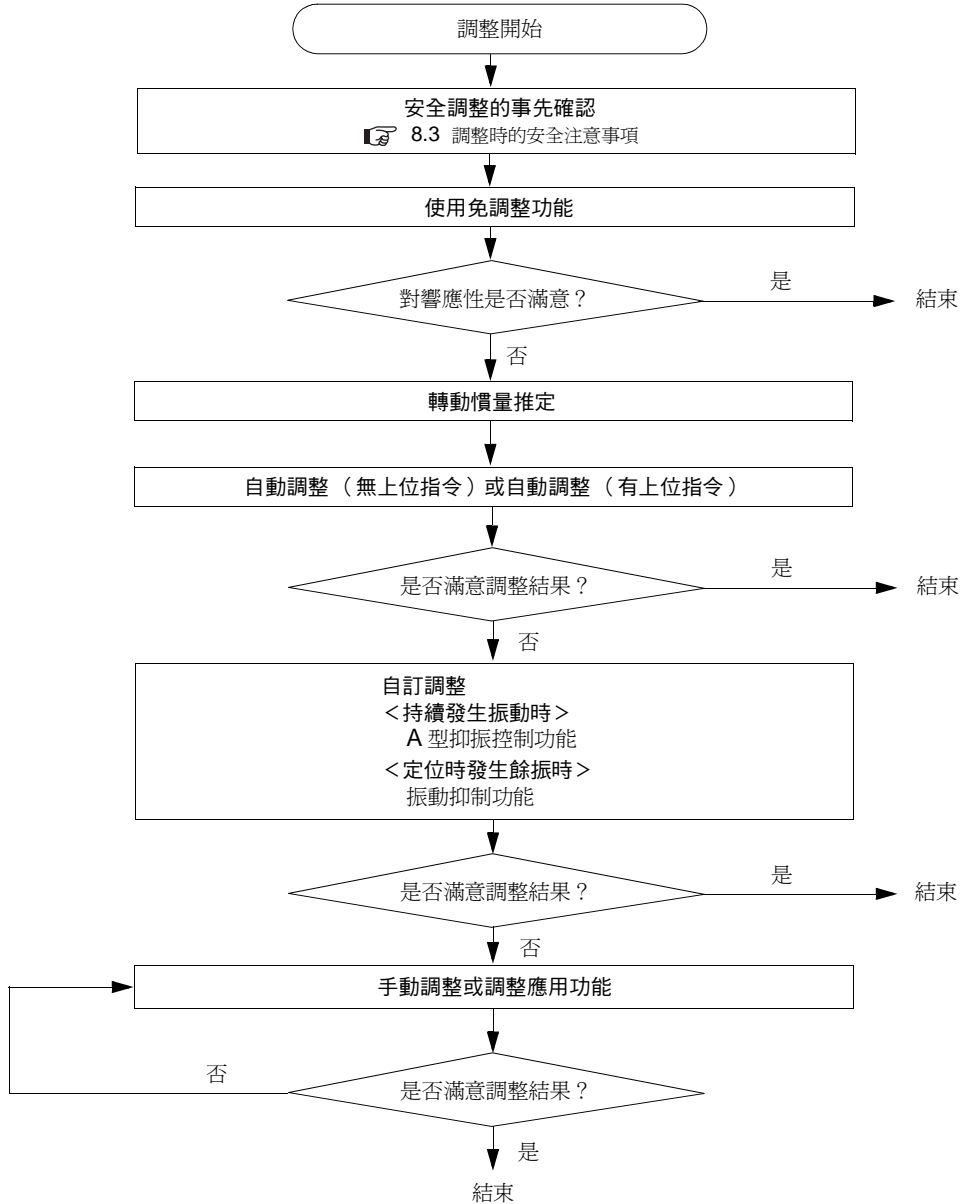 調整開始
安全調整的事先確認
8.3 調整時的安全注意事項
使用免調整功能
對響應性是否滿意？
是
結束
否
轉動慣量推定
自動調整（無上位指令）或自動調整（有上位指令）
是否滿意調整結果？
是
結束
否
自訂調整
＜持續發生振動時＞
A 型抑振控制功能
＜定位時發生餘振時＞
振動抑制功能
是否滿意調整結果？
是
結束
否
手動調整或調整應用功能
否
是否滿意調整結果？
是
結束